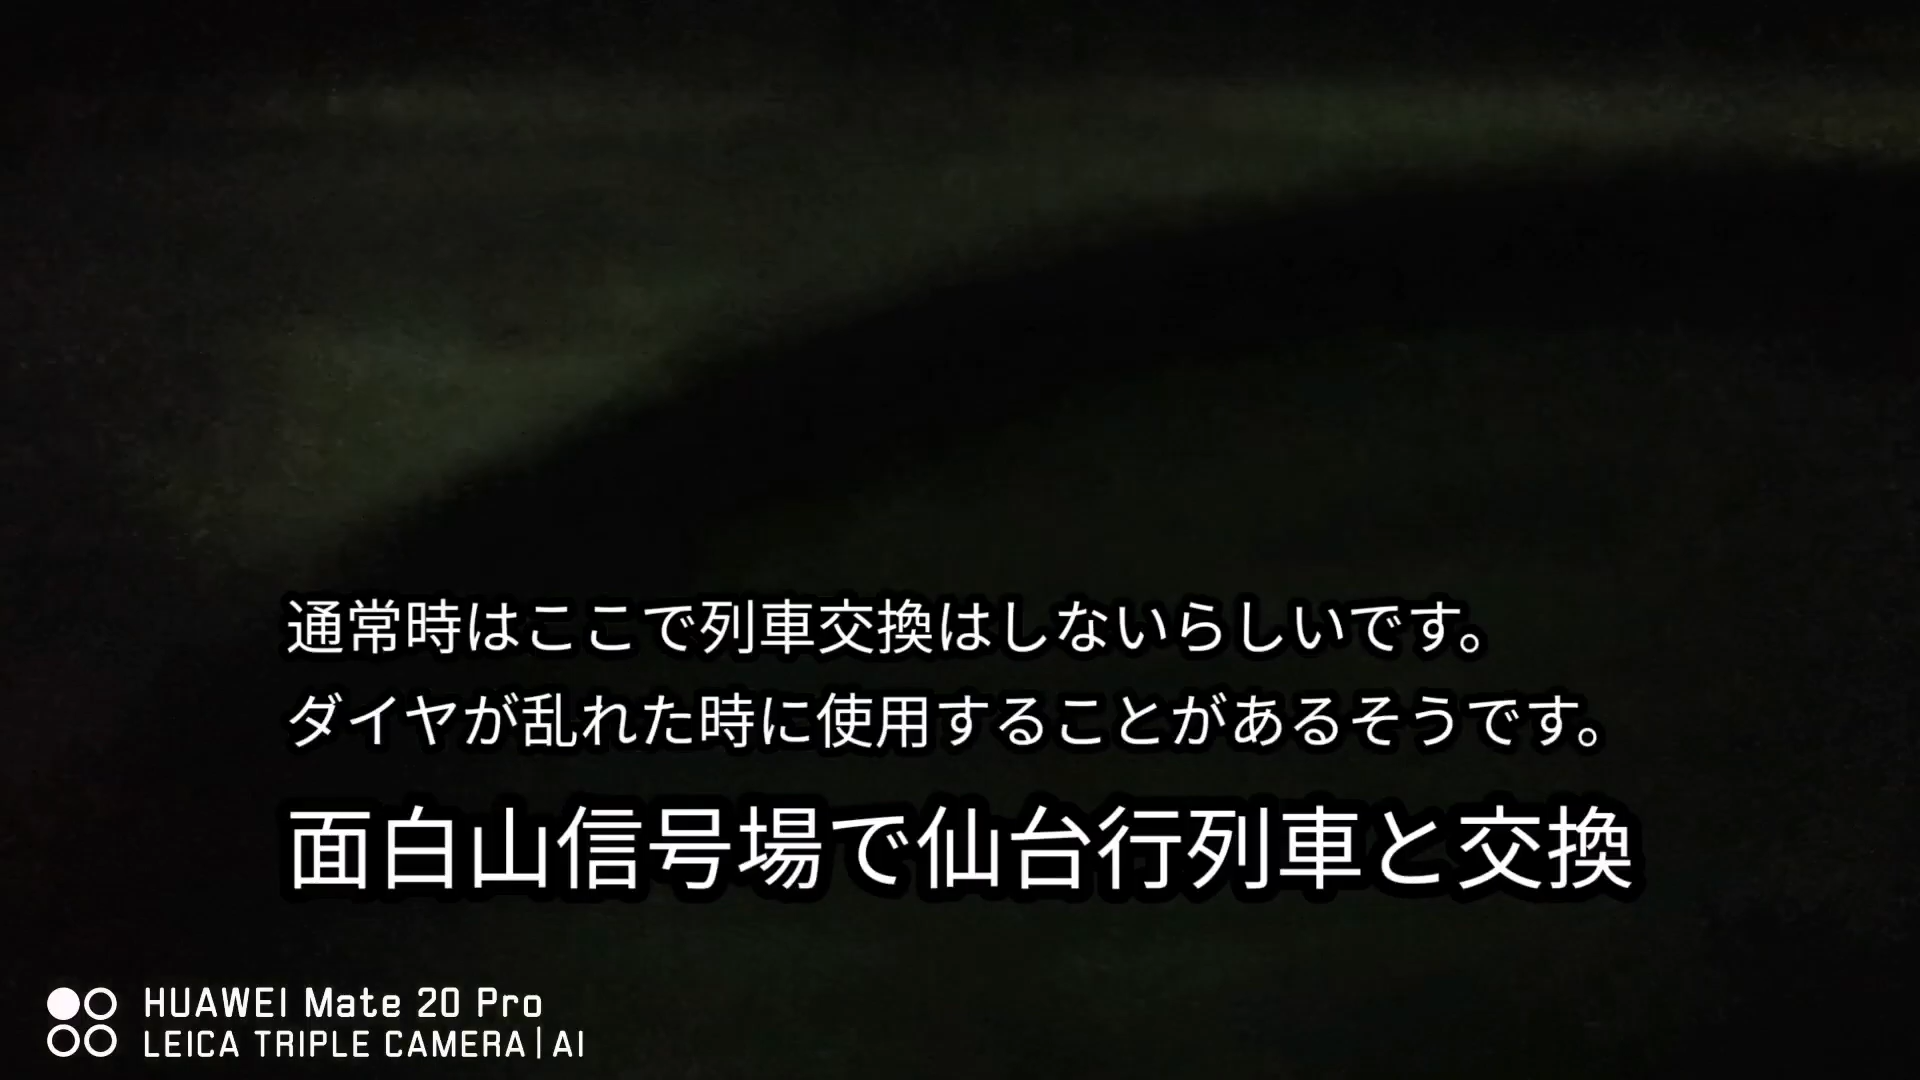 通常時はここで列車交換はしないらしいです。
ダイヤが乱れた時に使用することがあるそうです。
面白山信号場で仙台行列車と交換
HUAWEI Mate 20 Pro
LEICA TRIPLE CAMERA|AI